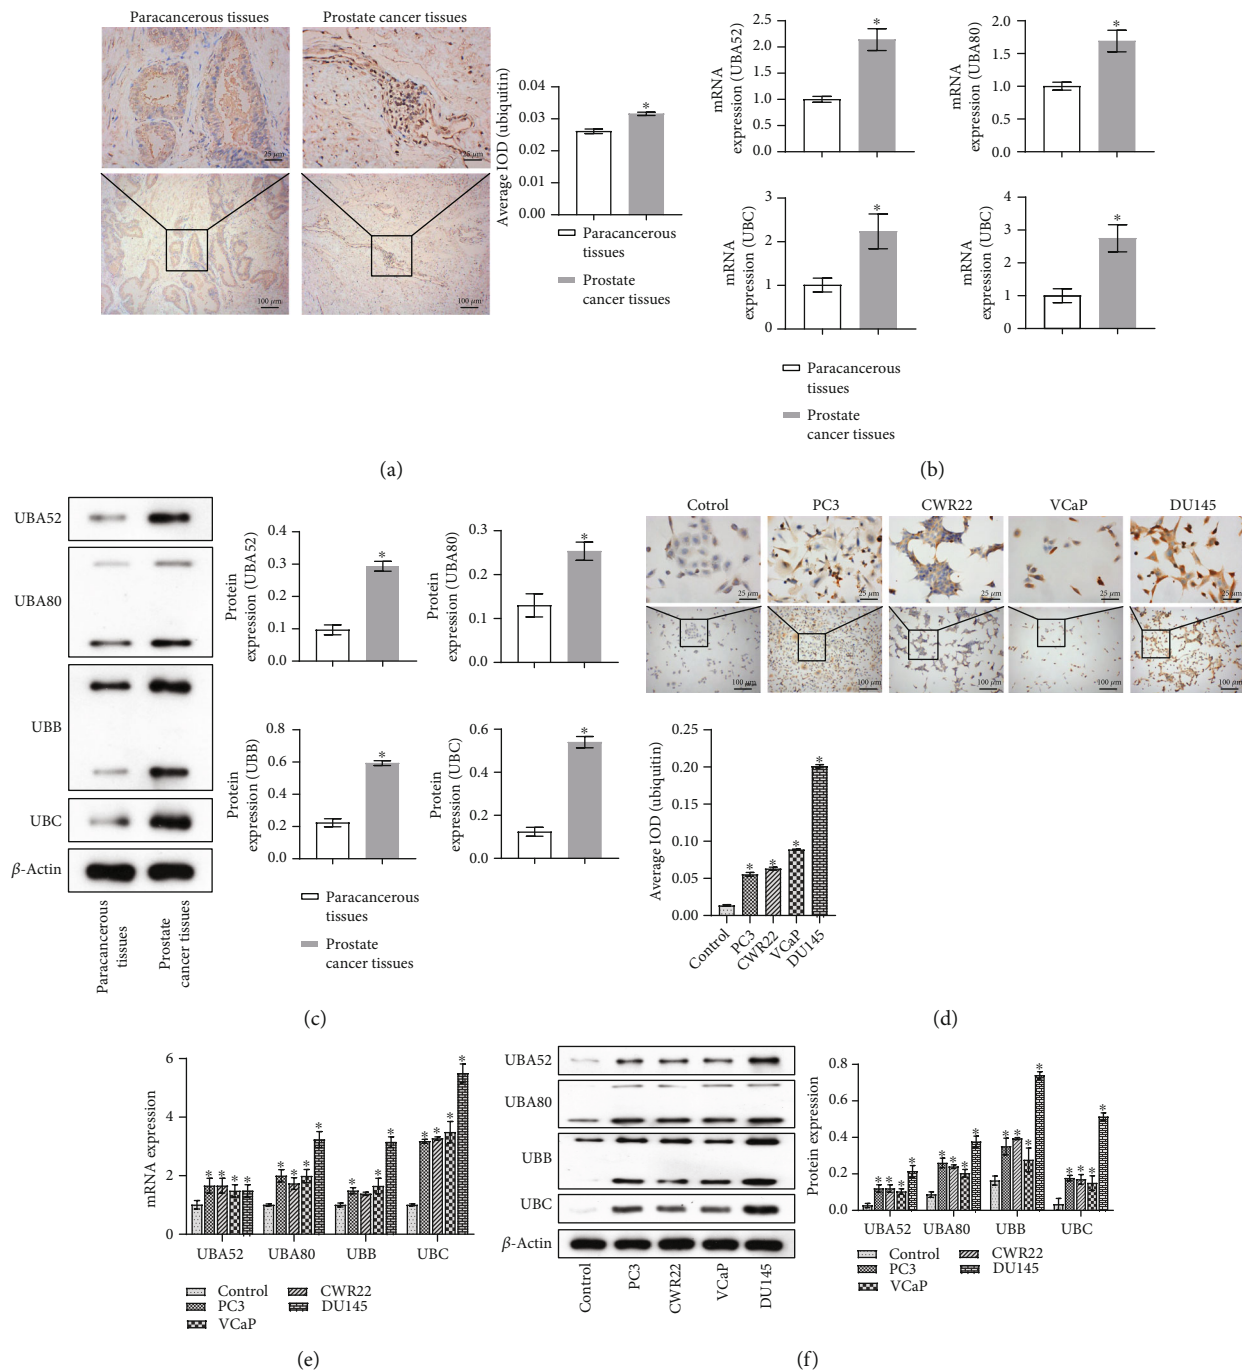 Paracancerous tissues
Prostate cancer tissues
25 µm
25 µm
100 µm
100 µm
Average IOD (ubiquitin)
0.04
0.03
0.02
0.01
0.00
*
Paracancerous
tissues
Prostate
cancer tissues
(a)
mRNA
expression (UBA52)
2.5
2.0
1.5
1.0
0.5
0.0
*
mRNA
expression (UBA80)
2.0
1.5
1.0
0.5
0.0
*
mRNA
expression (UBC)
3
2
1
0
*
mRNA
expression (UBC)
4
3
2
1
0
*
Paracancerous
tissues
Prostate
cancer tissues
(b)
UBA52
UBA80
UBB
UBC
β-Actin
Paracancerous
tissues
Prostate
cancer tissues
Protein
expression (UBA52)
0.4
0.3
0.2
0.1
0.0
*
Protein
expression (UBA80)
0.3
0.2
0.1
0.0
*
Protein
expression (UBB)
0.8
0.6
0.4
0.2
0.0
*
Protein
expression (UBC)
0.6
0.4
0.2
0.0
*
Paracancerous
tissues
Prostate
cancer tissues
(c)
Cotrol
PC3
CWR22
VCaP
DU145
25 µm
25 µm
25 µm
25 µm
25 µm
100 µm
100 µm
100 µm
100 µm
100 µm
Average IOD (ubiquitin)
0.25
0.20
0.15
0.10
0.05
0.00
* * * *
Control
PC3
CWR22
VCaP
DU145
(d)
mRNA expression
6
4
2
0
* * * *
* * * *
* * *
* * * *
UBA52
UBA80
UBB
UBC
Control
PC3
VCaP
CWR22
DU145
(e)
UBA52
UBA80
UBB
UBC
β-Actin
Control
PC3
CWR22
VCaP
DU145
Protein expression
0.8
0.6
0.4
0.2
0.0
* * * *
* * * *
* * * *
* * * *
UBA52
UBA80
UBB
UBC
Control
PC3
VCaP
CWR22
DU145
(f)